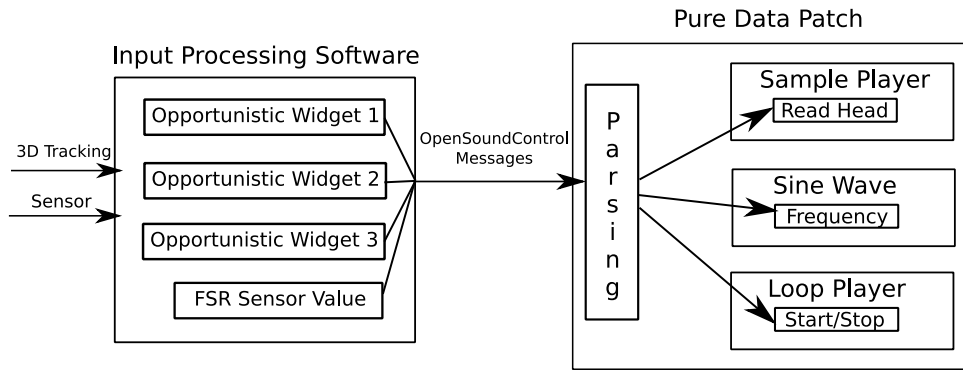 Pure Data Patch
Input Processing Software
Sample Player
Read Head
Opportunistic Widget 1
OpenSoundControl
Messages
3D Tracking
Opportunistic Widget 2
Sensor
Parsing
Sine Wave
Frequency
Opportunistic Widget 3
FSR Sensor Value
Loop Player
Start/Stop